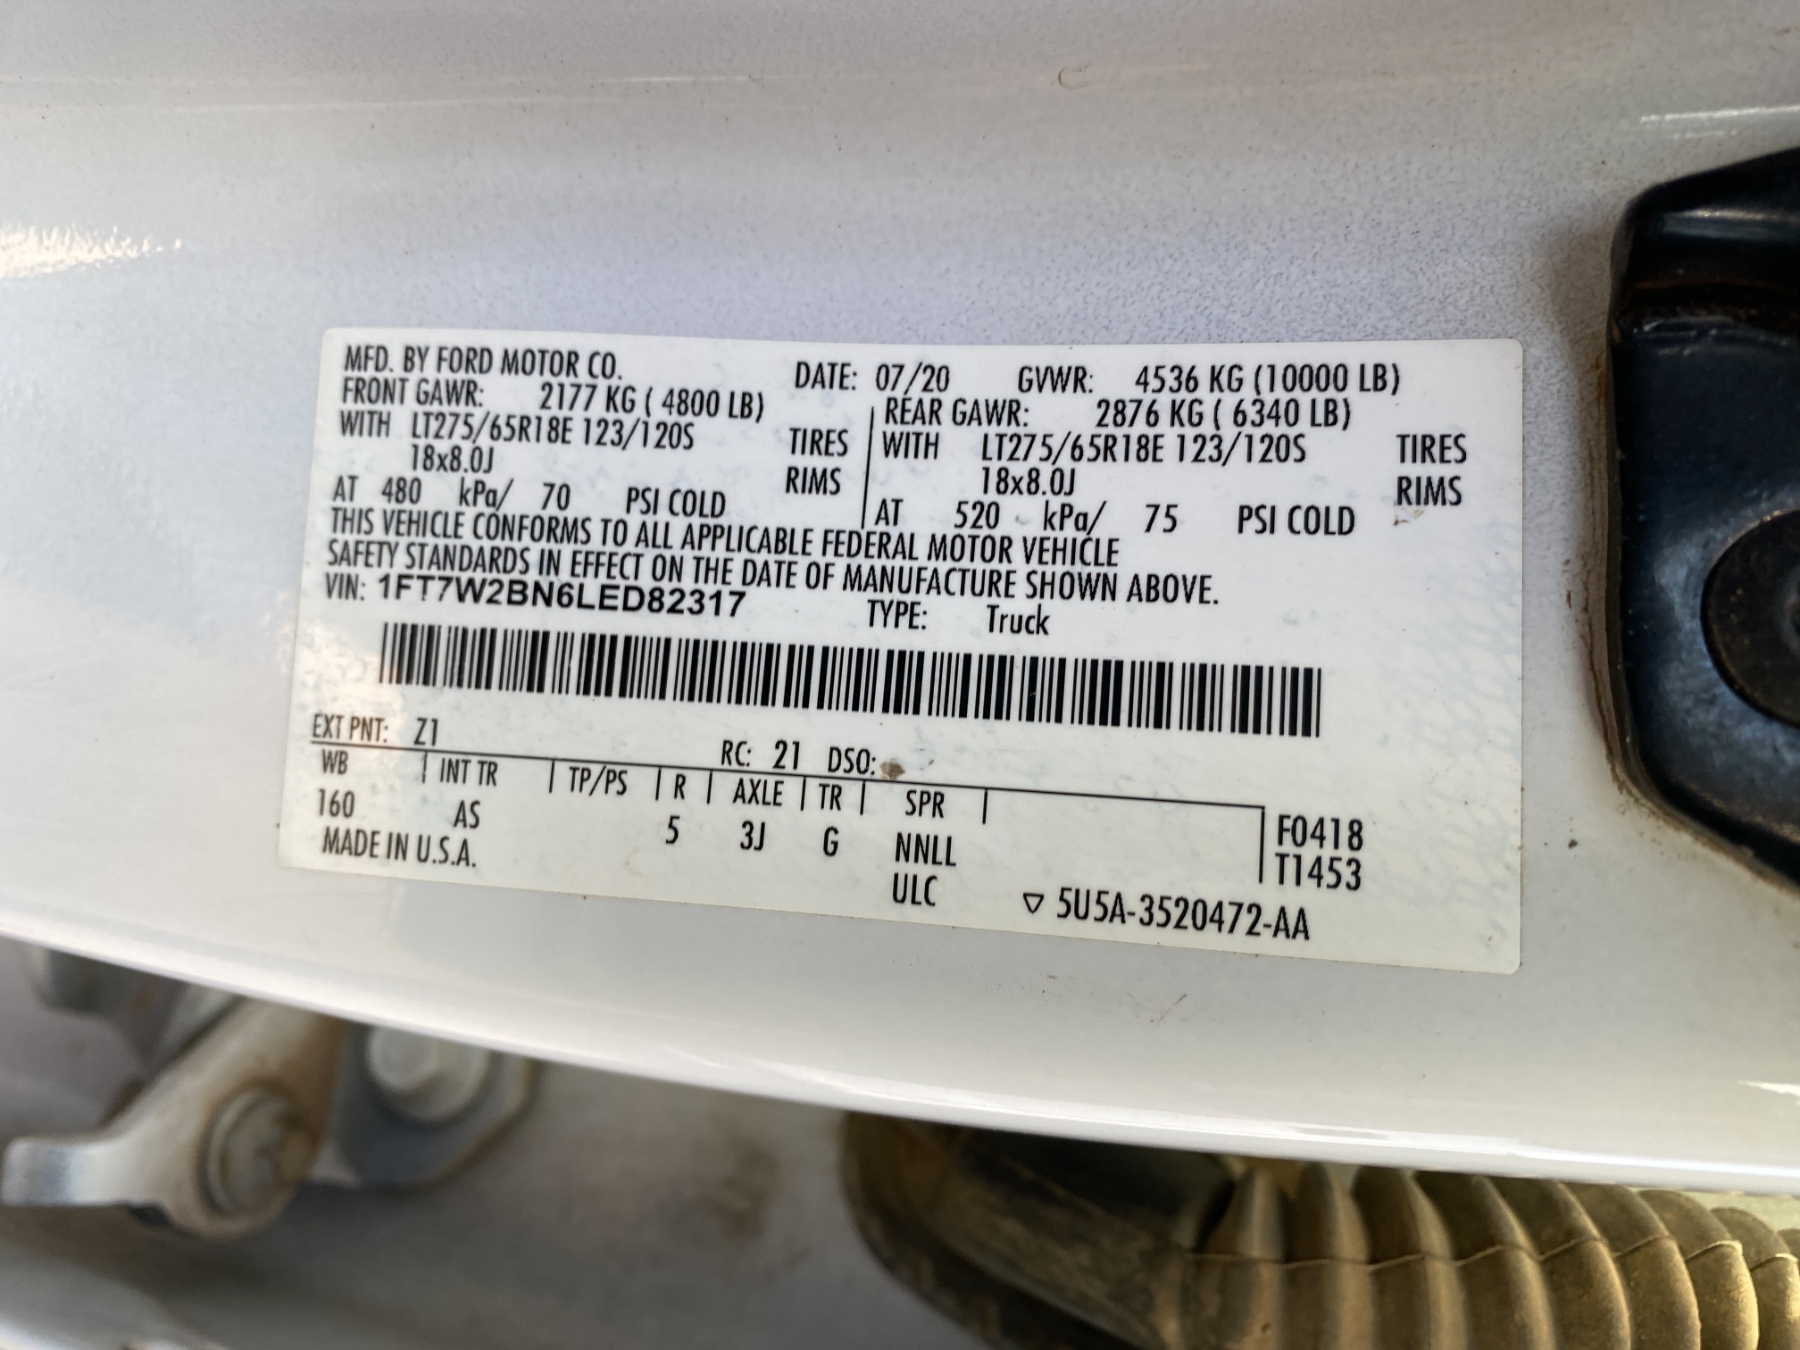 MFD. BY FORD MOTOR CO. DATE: 07/20 GVWR: 4536 KG (10000 LB)
FRONT GAWR: 2177 KG ( 4800 LB) REAR GAWR: 2876 KG ( 6340 LB)
WITH LT275/65R18E 123/120S TIRES WITH LT275/65R18E 123/120S TIRES
18x8.0J RIMS 18x8.0J RIMS
AT 480 kPa/ 70 PSI COLD AT 520 kPa/ 75 PSI COLD
THIS VEHICLE CONFORMS TO ALL APPLICABLE FEDERAL MOTOR VEHICLE
SAFETY STANDARDS IN EFFECT ON THE DATE OF MANUFACTURE SHOWN ABOVE.
VIN: 1FT7W2BN6LED82317 TYPE: Truck
EXT PNT: Z1 RC: 21 DSO:
WB INT TR TP/PS R AXLE TR SPR
160 AS 5 3J G NNLL F0418
MADE IN U.S.A. ULC T1453
5U5A-3520472-AA